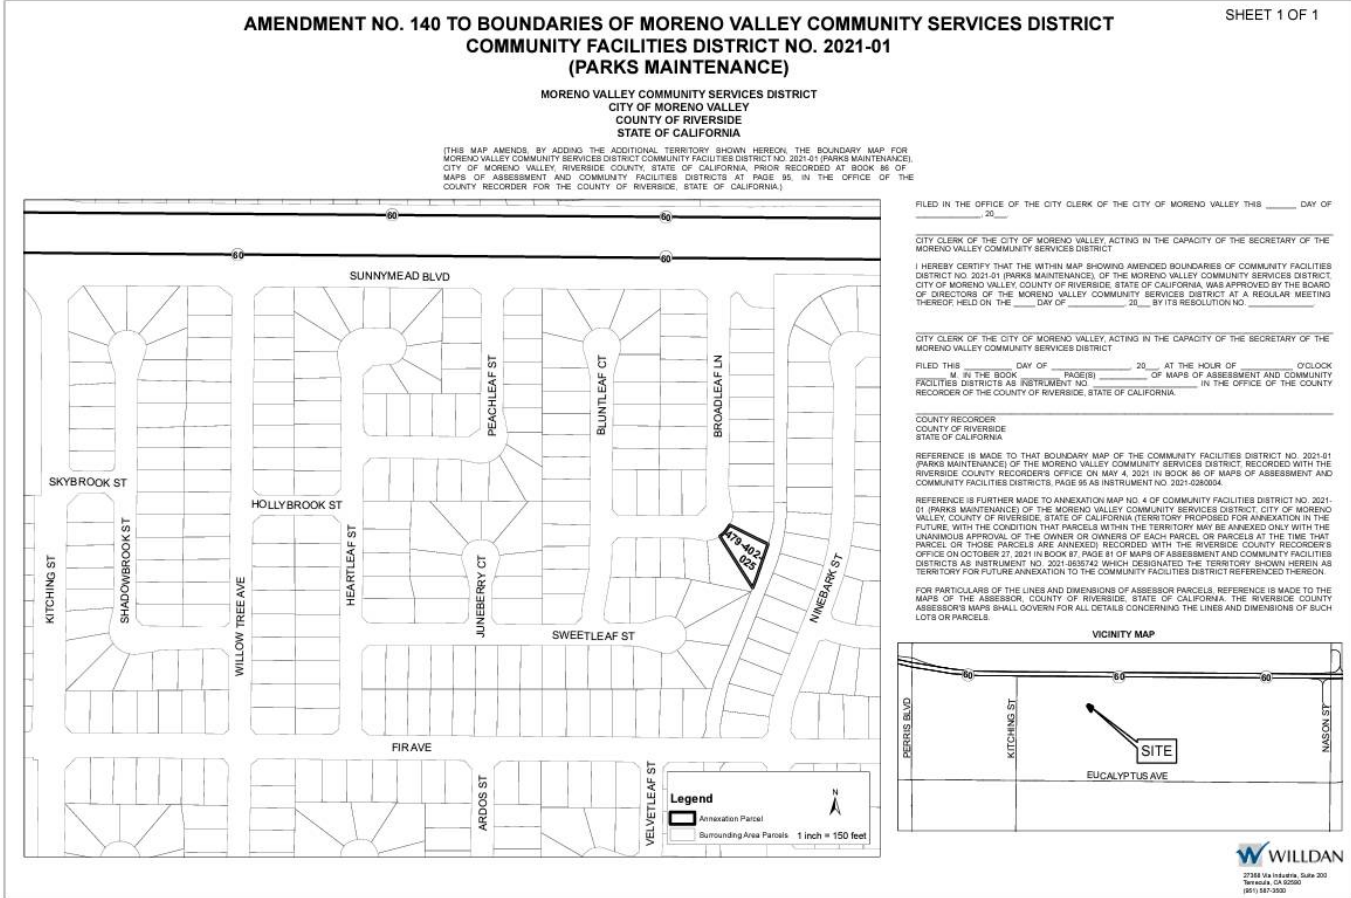 SHEET 1 OF 1
AMENDMENT NO. 140 TO BOUNDARIES OF MORENO VALLEY COMMUNITY SERVICES DISTRICT
COMMUNITY FACILITIES DISTRICT NO. 2021-01
(PARKS MAINTENANCE)
MORENO VALLEY COMMUNITY SERVICES DISTRICT
CITY OF MORENO VALLEY
COUNTY OF RIVERSIDE
STATE OF CALIFORNIA
(THIS MAP AMENDS, BY ADDING THE ADDITIONAL TERRITORY SHOWN HEREON, THE BOUNDARY MAP FOR
MORENO VALLEY COMMUNITY SERVICES DISTRICT COMMUNITY FACILITIES DISTRICT NO. 2021-01 (PARKS MAINTENANCE),
CITY OF MORENO VALLEY, RIVERSIDE COUNTY, STATE OF CALIFORNIA, PRIOR RECORDED AT BOOK 86 OF
MAPS OF ASSESSMENT AND COMMUNITY FACILITIES DISTRICTS AT PAGE 95, IN THE OFFICE OF THE
COUNTY RECORDER FOR THE COUNTY OF RIVERSIDE, STATE OF CALIFORNIA.)
60
60
60
60
SUNNYMEAD BLVD
PEACHLEAF ST
BLUNTLEAF CT
BROADLEAF LN
SKYBROOK ST
HOLLYBROOK ST
KITCHING ST
SHADOWBROOK ST
WILLOW TREE AVE
HEARTLEAF ST
JUNEBERRY CT
479-402-
025
NINEBARK ST
SWEETLEAF ST
FIR AVE
ARDOS ST
VELVETLEAF ST
Legend
Annexation Parcel
Surrounding Area Parcels
N
1 inch = 150 feet
FILED IN THE OFFICE OF THE CITY CLERK OF THE CITY OF MORENO VALLEY THIS ______ DAY OF
______________, 20___.
CITY CLERK OF THE CITY OF MORENO VALLEY, ACTING IN THE CAPACITY OF THE SECRETARY OF THE
MORENO VALLEY COMMUNITY SERVICES DISTRICT
I HEREBY CERTIFY THAT THE WITHIN MAP SHOWING AMENDED BOUNDARIES OF COMMUNITY FACILITIES
DISTRICT NO. 2021-01 (PARKS MAINTENANCE), OF THE MORENO VALLEY COMMUNITY SERVICES DISTRICT,
CITY OF MORENO VALLEY, COUNTY OF RIVERSIDE, STATE OF CALIFORNIA, WAS APPROVED BY THE BOARD
OF DIRECTORS OF THE MORENO VALLEY COMMUNITY SERVICES DISTRICT AT A REGULAR MEETING
THEREOF, HELD ON THE _____ DAY OF ____________, 20___ BY ITS RESOLUTION NO. ______________.
CITY CLERK OF THE CITY OF MORENO VALLEY, ACTING IN THE CAPACITY OF THE SECRETARY OF THE
MORENO VALLEY COMMUNITY SERVICES DISTRICT
FILED THIS __________ DAY OF ________________, 20___, AT THE HOUR OF ___________ O'CLOCK
_______ M. IN THE BOOK __________ PAGE(S) __________ OF MAPS OF ASSESSMENT AND COMMUNITY
FACILITIES DISTRICTS AS INSTRUMENT NO. ______________________ IN THE OFFICE OF THE COUNTY
RECORDER OF THE COUNTY OF RIVERSIDE, STATE OF CALIFORNIA.
COUNTY RECORDER
COUNTY OF RIVERSIDE
STATE OF CALIFORNIA
REFERENCE IS MADE TO THAT BOUNDARY MAP OF THE COMMUNITY FACILITIES DISTRICT NO. 2021-01
(PARKS MAINTENANCE) OF THE MORENO VALLEY COMMUNITY SERVICES DISTRICT, RECORDED WITH THE
RIVERSIDE COUNTY RECORDER'S OFFICE ON MAY 4, 2021 IN BOOK 86 OF MAPS OF ASSESSMENT AND
COMMUNITY FACILITIES DISTRICTS, PAGE 95 AS INSTRUMENT NO. 2021-0280004.
REFERENCE IS FURTHER MADE TO ANNEXATION MAP NO. 4 OF COMMUNITY FACILITIES DISTRICT NO. 2021-
01 (PARKS MAINTENANCE) OF THE MORENO VALLEY COMMUNITY SERVICES DISTRICT, CITY OF MORENO
VALLEY, COUNTY OF RIVERSIDE, STATE OF CALIFORNIA (TERRITORY PROPOSED FOR ANNEXATION IN THE
FUTURE, WITH THE CONDITION THAT PARCELS WITHIN THE TERRITORY MAY BE ANNEXED ONLY WITH THE
UNANIMOUS APPROVAL OF THE OWNER OR OWNERS OF EACH PARCEL OR PARCELS AT THE TIME THAT
PARCEL OR THOSE PARCELS ARE ANNEXED) RECORDED WITH THE RIVERSIDE COUNTY RECORDER'S
OFFICE ON OCTOBER 27, 2021 IN BOOK 87, PAGE 81 OF MAPS OF ASSESSMENT AND COMMUNITY FACILITIES
DISTRICTS AS INSTRUMENT NO. 2021-0635742 WHICH DESIGNATED THE TERRITORY SHOWN HEREIN AS
TERRITORY FOR FUTURE ANNEXATION TO THE COMMUNITY FACILITIES DISTRICT REFERENCED THEREON.
FOR PARTICULARS OF THE LINES AND DIMENSIONS OF ASSESSOR PARCELS, REFERENCE IS MADE TO THE
MAPS OF THE ASSESSOR, COUNTY OF RIVERSIDE, STATE OF CALIFORNIA. THE RIVERSIDE COUNTY
ASSESSOR'S MAPS SHALL GOVERN FOR ALL DETAILS CONCERNING THE LINES AND DIMENSIONS OF SUCH
LOTS OR PARCELS.
VICINITY MAP
60
60
60
PERRIS BLVD
KITCHING ST
NASON ST
SITE
EUCALYPTUS AVE
WILLDAN
27368 Via Industria, Suite 200
Temecula, CA 92590
(951) 587-3500